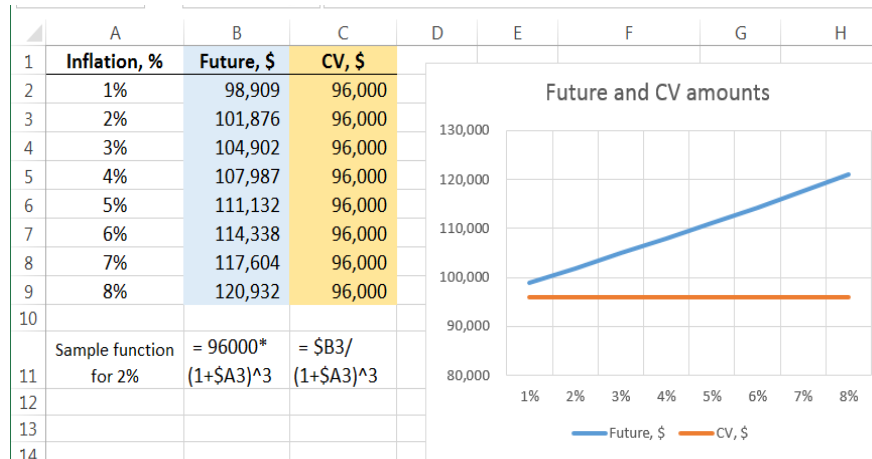 A B C D E F G H
1 Inflation, % Future, $ CV, $
2 1% 98,909 96,000
3 2% 101,876 96,000
4 3% 104,902 96,000
5 4% 107,987 96,000
6 5% 111,132 96,000
7 6% 114,338 96,000
8 7% 117,604 96,000
9 8% 120,932 96,000
10
Sample function = 96000* = $B3/
11 for 2% (1+$A3)^3 (1+$A3)^3
12
13
14
Future and CV amounts
130,000
120,000
110,000
100,000
90,000
80,000
1% 2% 3% 4% 5% 6% 7% 8%
Future, $ CV, $